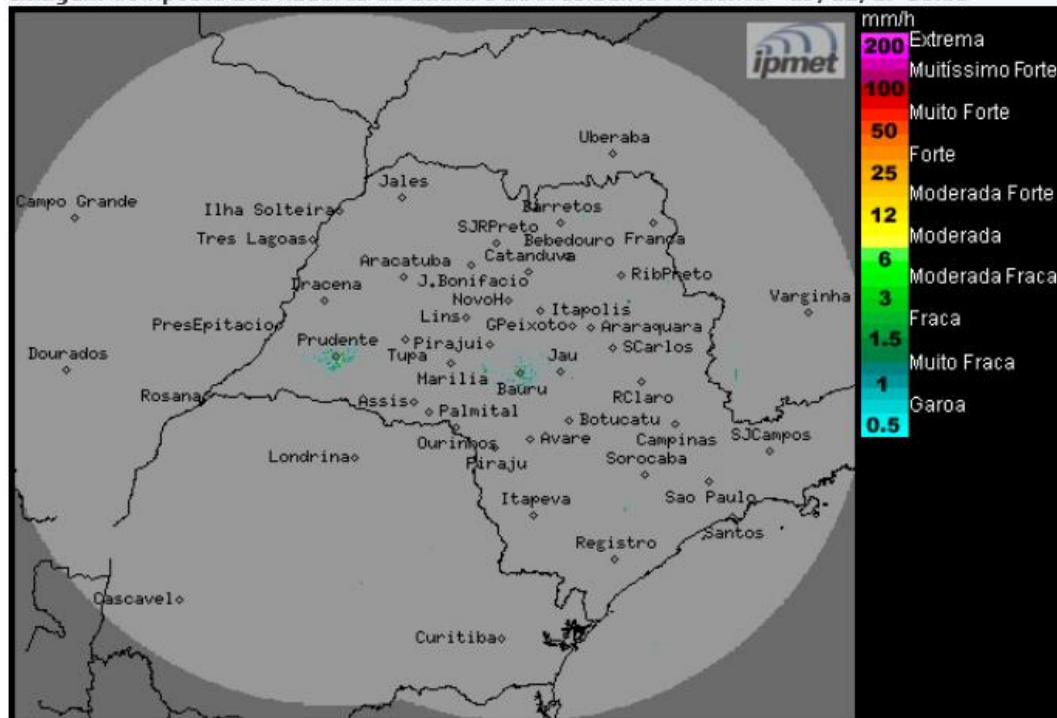 mm/h
ipmet
200 Extrema
Muitíssimo Forte
100
Muito Forte
50
Forte
25
Moderada Forte
12
Moderada
6
Moderada Fraca
3
Fraca
1.5
Muito Fraca
1
Garoa
0.5
Uberaba
Jales
Campo Grande
Ilha Solteira
Barretos
SJRPreto
Tres Lagoas
Bebedouro
Franca
Aracatuba
Catanduva
J.Bonifacio
RibPreto
Dracena
NovoH
Itapolis
Varginha
Lins
GPeixoto
Araraquara
PresEpitacio
Prudente
Pirajui
SCarlos
Dourados
Tupa
Jau
Marilia
Bauru
RClaro
Rosana
Assis
Palmital
Botucatu
Campinas
SJCampos
Ourinhos
Avare
Londrina
Piraju
Sorocaba
Itapeva
Sao Paulo
Santos
Registro
Cascavel
Curitiba